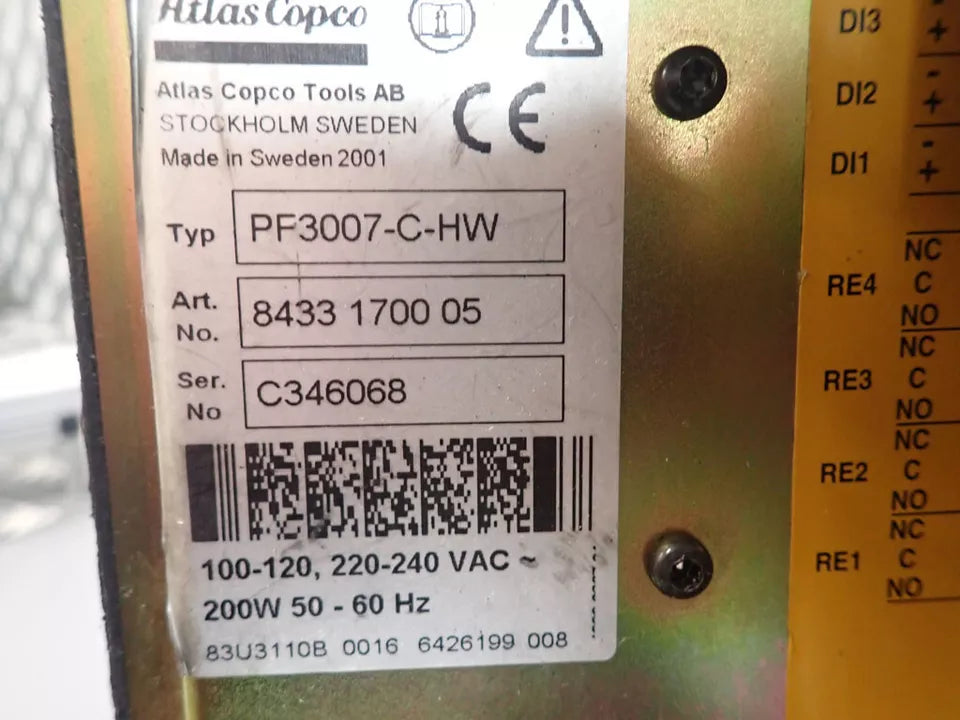 Atlas Copco
Atlas Copco Tools AB
STOCKHOLM SWEDEN
Made in Sweden 2001
CE
Typ PF3007-C-HW
Art. No. 8433 1700 05
Ser. No C346068
100-120, 220-240 VAC ~
200W 50 - 60 Hz
83U3110B 0016 6426199 008
DI3 -
+
DI2 -
+
DI1 -
+
NC
RE4 C
NO
NC
RE3 C
NO
NC
RE2 C
NO
NC
RE1 C
NO